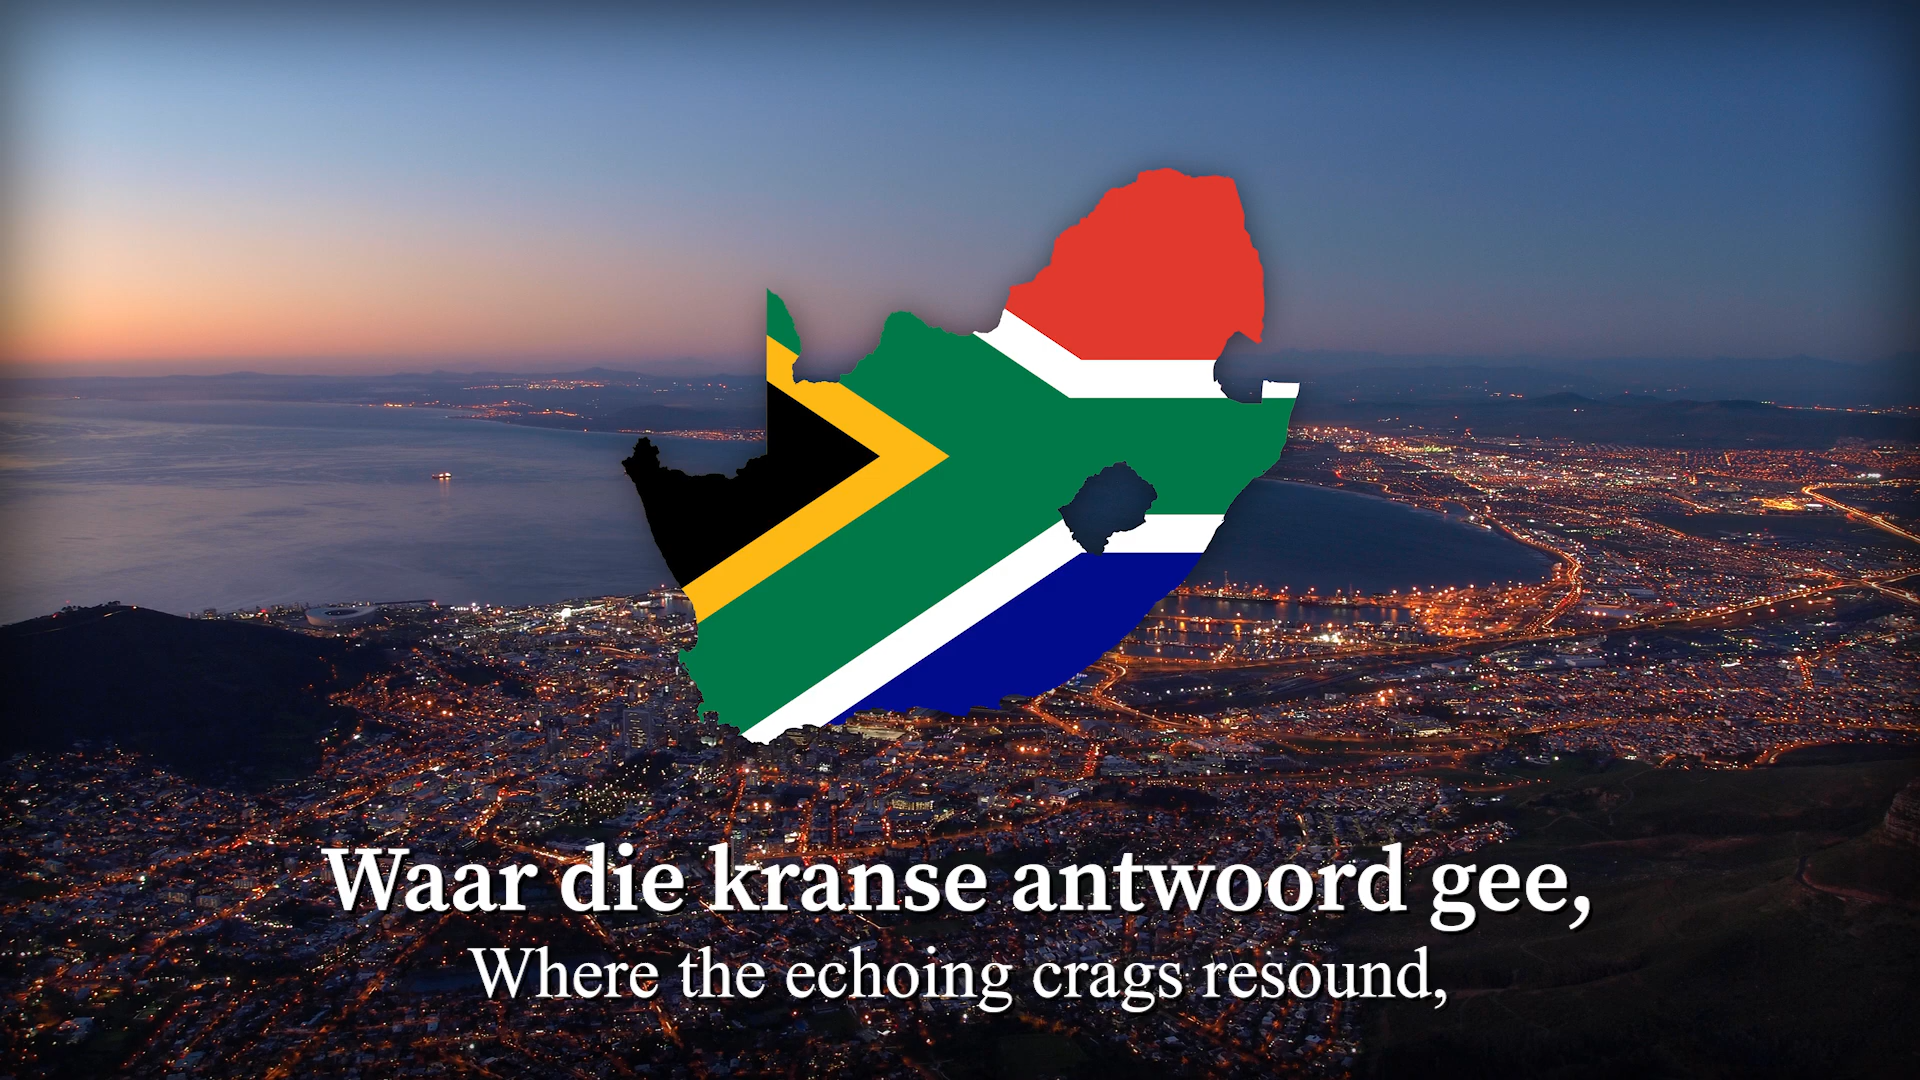 Waar die kranse antwoord gee,
Where the echoing crags resound,